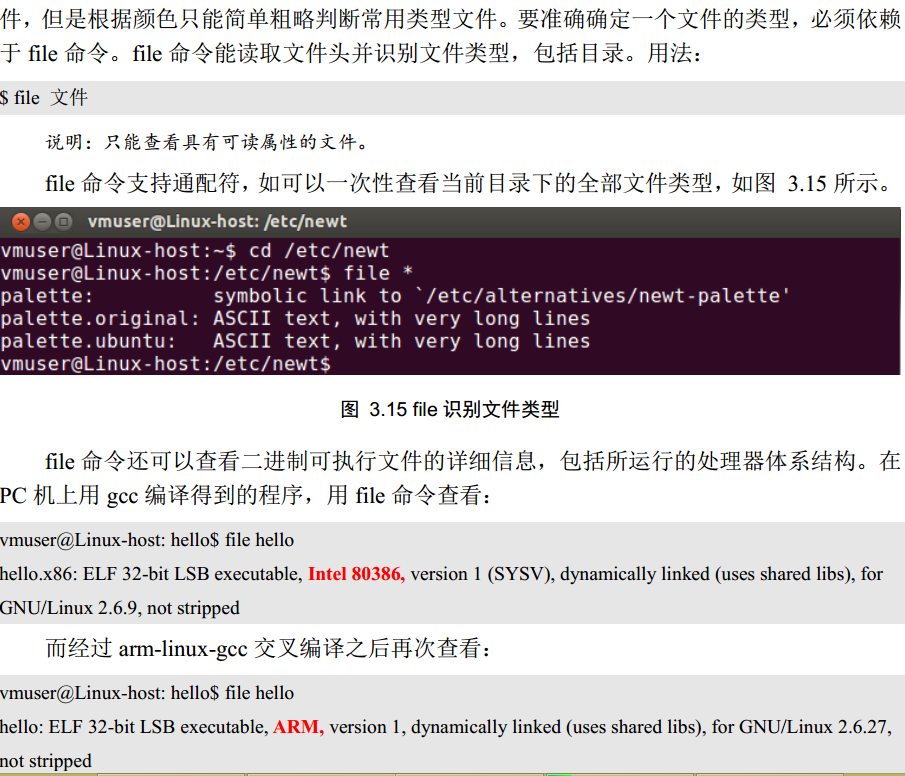 件，但是根据颜色只能简单粗略判断常用类型文件。要准确确定一个文件的类型，必须依赖
于 file 命令。file 命令能读取文件头并识别文件类型，包括目录。用法：
$ file 文件
说明：只能查看具有可读属性的文件。
file 命令支持通配符，如可以一次性查看当前目录下的全部文件类型，如图 3.15 所示。
vmuser@Linux-host: /etc/newt
vmuser@Linux-host:~$ cd /etc/newt
vmuser@Linux-host:/etc/newt$ file *
palette:          symbolic link to `/etc/alternatives/newt-palette'
palette.original: ASCII text, with very long lines
palette.ubuntu:   ASCII text, with very long lines
vmuser@Linux-host:/etc/newt$
图 3.15 file 识别文件类型
file 命令还可以查看二进制可执行文件的详细信息，包括所运行的处理器体系结构。在
PC 机上用 gcc 编译得到的程序，用 file 命令查看：
vmuser@Linux-host: hello$ file hello
hello.x86: ELF 32-bit LSB executable, Intel 80386, version 1 (SYSV), dynamically linked (uses shared libs), for
GNU/Linux 2.6.9, not stripped
而经过 arm-linux-gcc 交叉编译之后再次查看：
vmuser@Linux-host: hello$ file hello
hello: ELF 32-bit LSB executable, ARM, version 1, dynamically linked (uses shared libs), for GNU/Linux 2.6.27,
not stripped